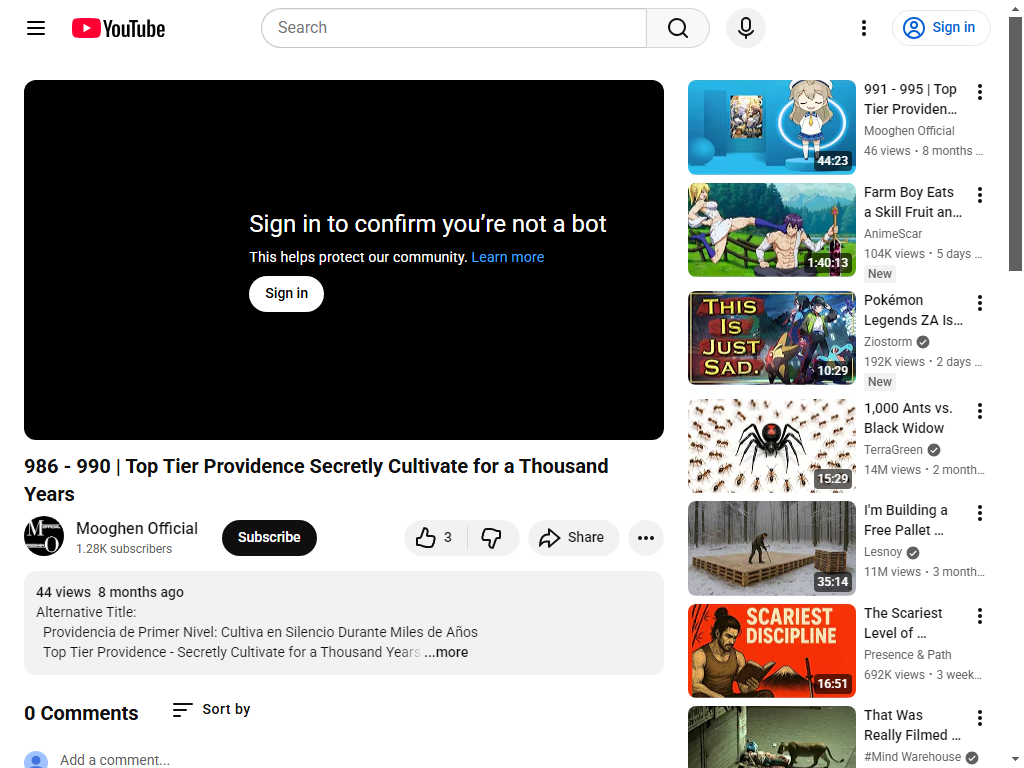 YouTube
Search
Sign in
Sign in to confirm you’re not a bot
This helps protect our community. Learn more
Sign in
986 - 990 | Top Tier Providence Secretly Cultivate for a Thousand
Years
Mooghen Official
1.28K subscribers
Subscribe
3
Share
44 views 8 months ago
Alternative Title:
Providencia de Primer Nivel: Cultiva en Silencio Durante Miles de Años
Top Tier Providence - Secretly Cultivate for a Thousand Years ...more
0 Comments
Sort by
Add a comment...
44:23
991 - 995 | Top
Tier Providen…
Mooghen Official
46 views • 8 months …
1:40:13
Farm Boy Eats
a Skill Fruit an…
AnimeScar
104K views • 5 days …
New
THIS
IS
JUST
SAD.
10:29
Pokémon
Legends ZA Is…
Ziostorm
192K views • 2 days …
New
15:29
1,000 Ants vs.
Black Widow
TerraGreen
14M views • 2 month…
35:14
I'm Building a
Free Pallet …
Lesnoy
11M views • 3 month…
SCARIEST
DISCIPLINE
16:51
The Scariest
Level of …
Presence & Path
692K views • 3 week…
That Was
Really Filmed …
#Mind Warehouse